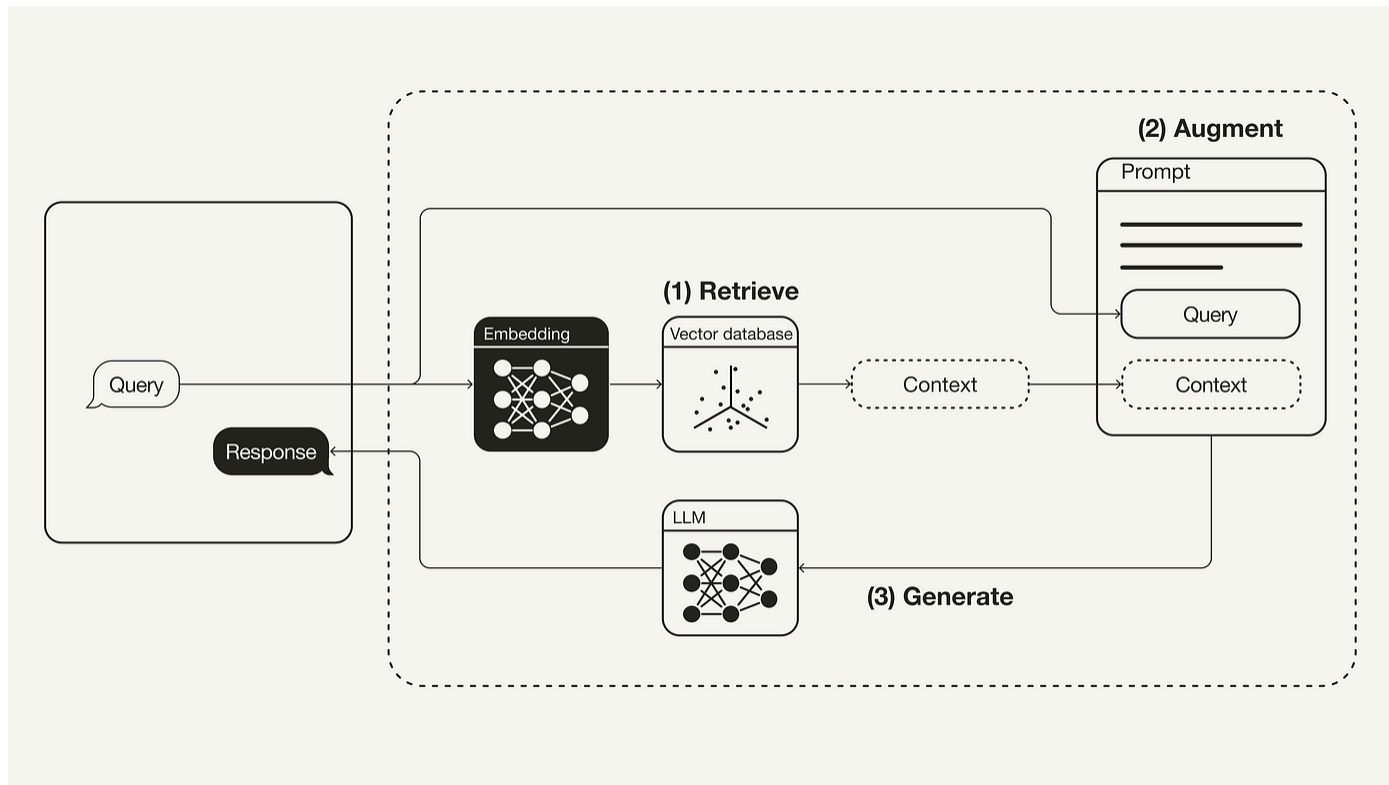 (2) Augment
Prompt
(1) Retrieve
Embedding
Vector database
Query
Query
Context
Context
Response
LLM
(3) Generate